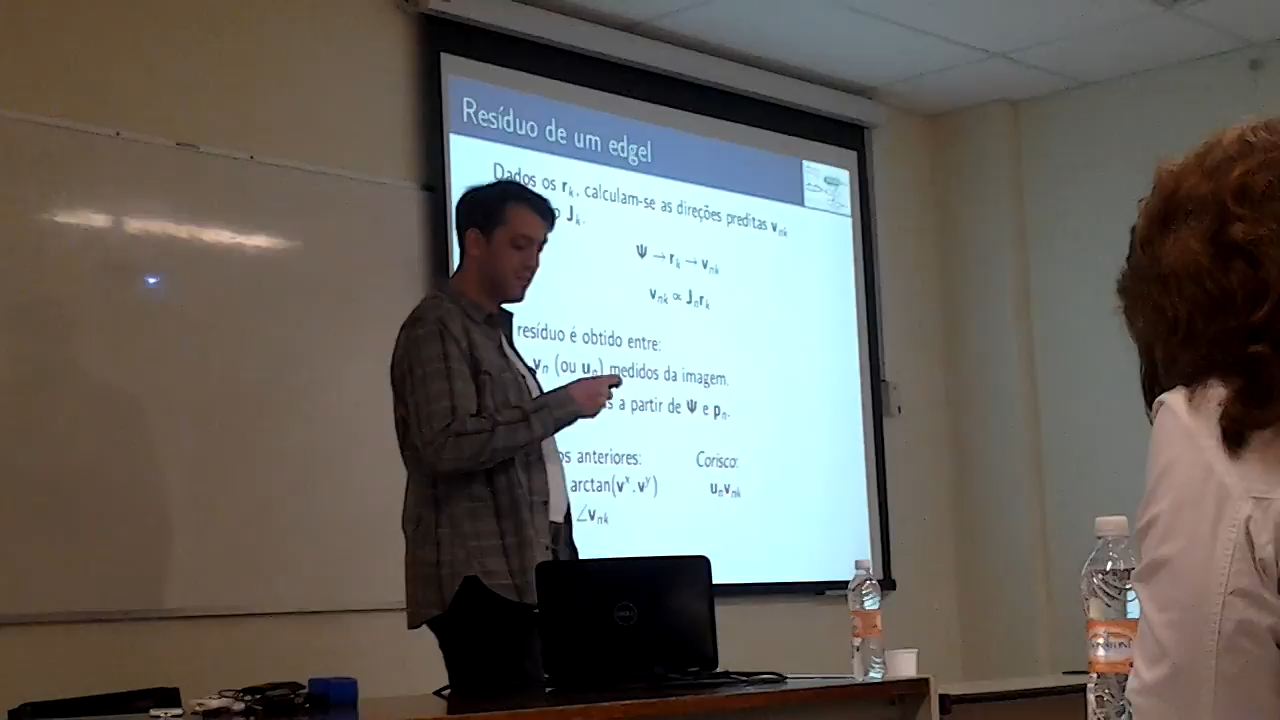 Resíduo de um edgel
Dados os r_k, calculam-se as direções preditas v_nk
J_k.
Ψ → r_k → v_nk
v_nk ∝ J_n r_k
resíduo é obtido entre:
v_n (ou u_n) medidos da imagem.
a partir de Ψ e p_n.
anteriores: Corisco:
arctan(v^x, v^y) u_n v_nk
∠v_nk
DELL